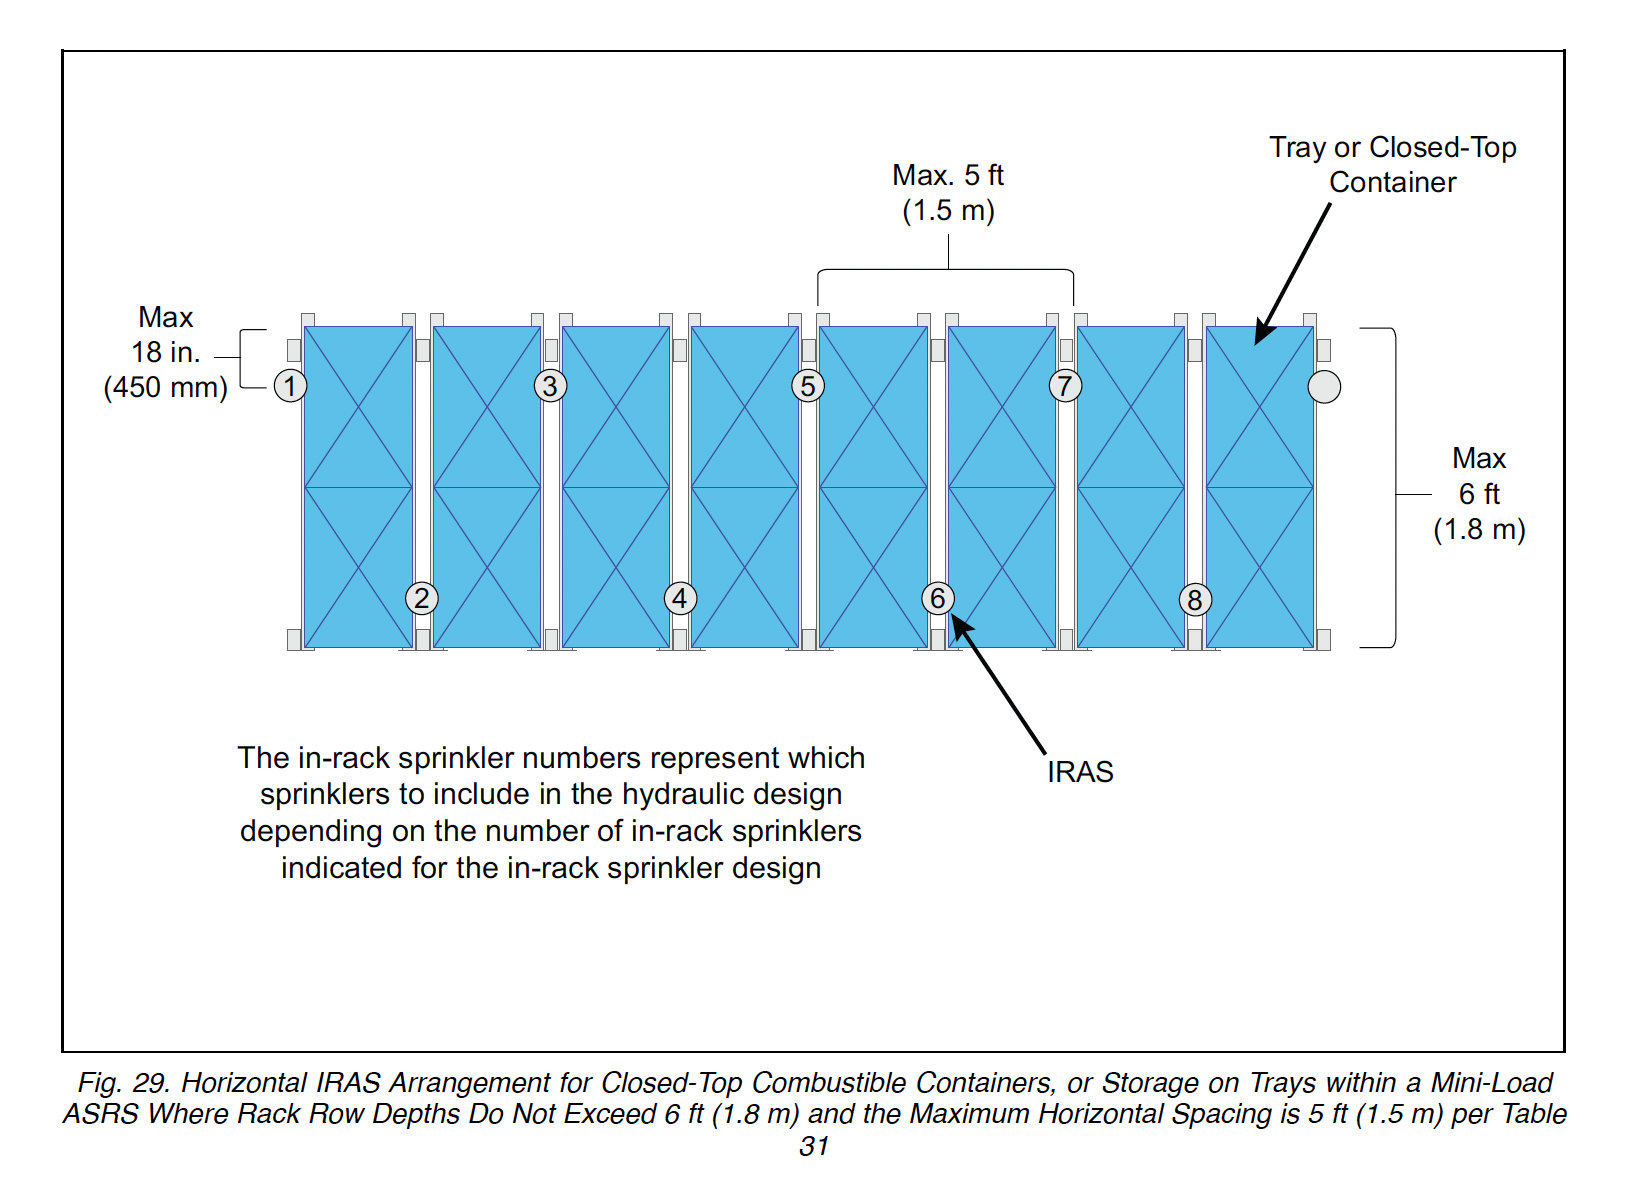 Tray or Closed-Top
Container
Max. 5 ft
(1.5 m)
Max
18 in.
(450 mm)
1
3
5
7
Max
6 ft
(1.8 m)
2
4
6
8
IRAS
The in-rack sprinkler numbers represent which
sprinklers to include in the hydraulic design
depending on the number of in-rack sprinklers
indicated for the in-rack sprinkler design
Fig. 29. Horizontal IRAS Arrangement for Closed-Top Combustible Containers, or Storage on Trays within a Mini-Load
ASRS Where Rack Row Depths Do Not Exceed 6 ft (1.8 m) and the Maximum Horizontal Spacing is 5 ft (1.5 m) per Table
31